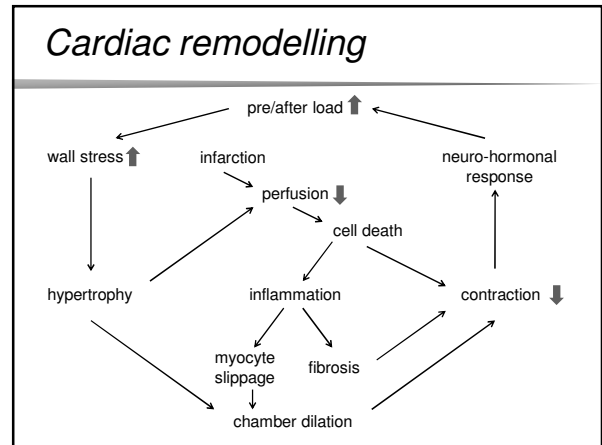 Cardiac remodelling
pre/after load
wall stress
infarction
neuro-hormonal
response
perfusion
cell death
hypertrophy
inflammation
contraction
myocyte
slippage
fibrosis
chamber dilation